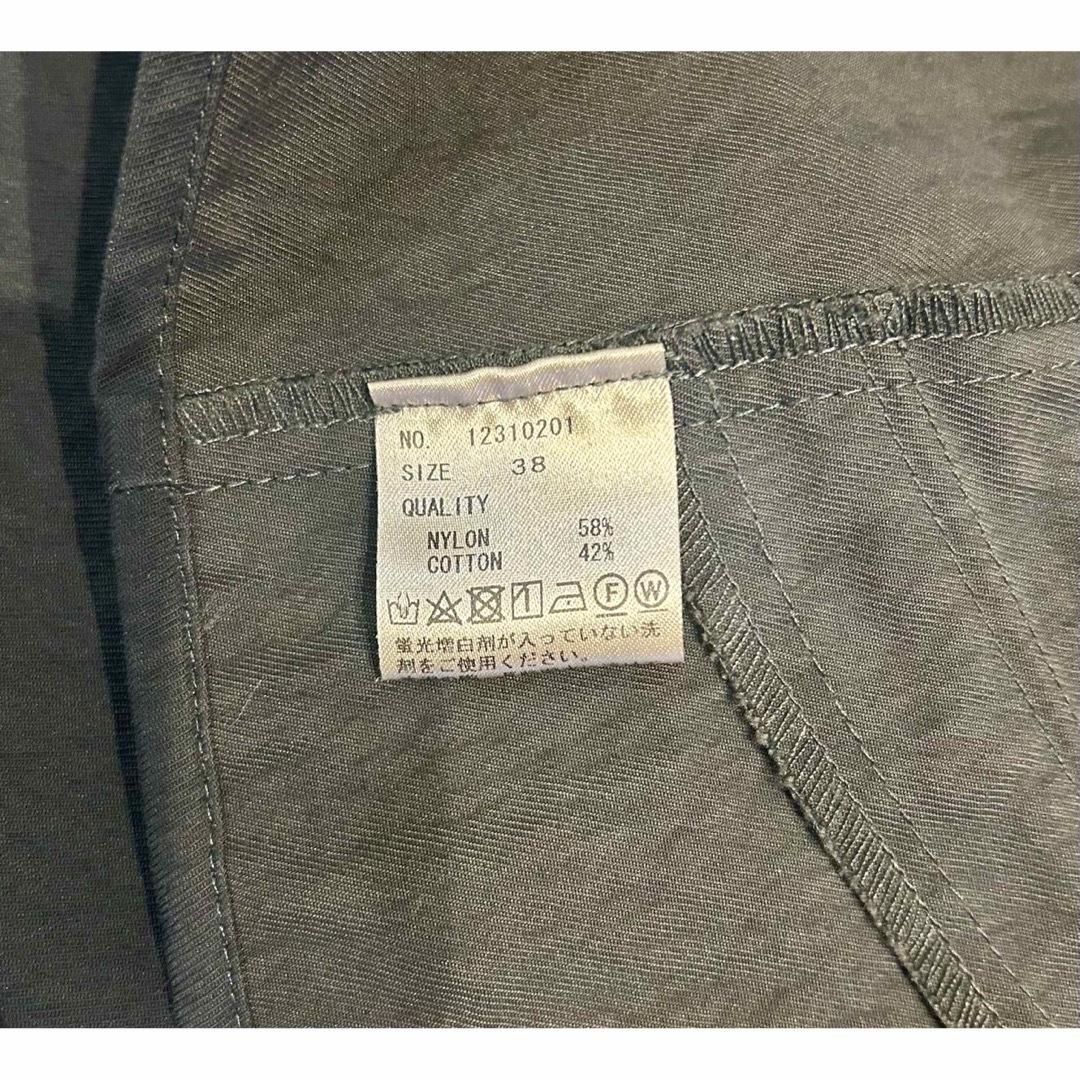 NO. 12310201
SIZE 38
QUALITY
NYLON 58%
COTTON 42%
F W
蛍光増白剤が入っていない洗
剤をご使用ください。